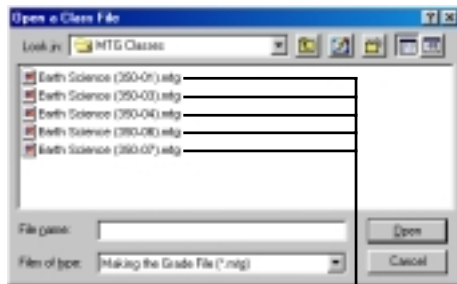 Open a Class File
Look in: MTG Classes
Earth Science (350-01).mtg
Earth Science (350-03).mtg
Earth Science (350-04).mtg
Earth Science (350-06).mtg
Earth Science (350-07).mtg
File name:
Open
Files of type: Making the Grade File (*.mtg)
Cancel